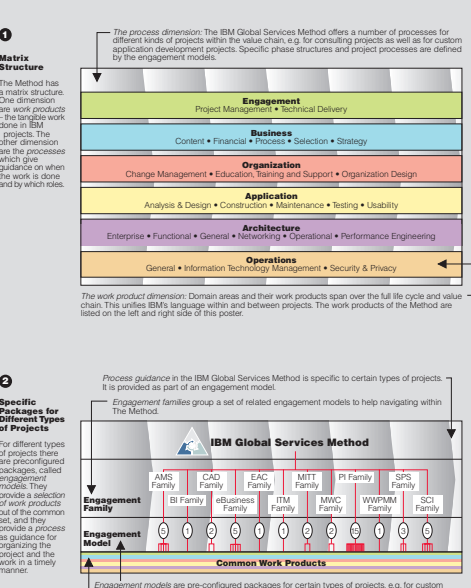 1
Matrix
Structure
The Method has
a matrix structure.
One dimension
are work products
– the tangible work
done in IBM
projects. The
other dimension
are the processes
which give
guidance on when
the work is done
and by which roles.
The process dimension: The IBM Global Services Method offers a number of processes for
different kinds of projects within the value chain, e.g. for consulting projects as well as for custom
application development projects. Specific phase structures and project processes are defined
by the engagement models.
Engagement
Project Management • Technical Delivery
Business
Content • Financial • Process • Selection • Strategy
Organization
Change Management • Education, Training and Support • Organization Design
Application
Analysis & Design • Construction • Maintenance • Testing • Usability
Architecture
Enterprise • Functional • General • Networking • Operational • Performance Engineering
Operations
General • Information Technology Management • Security & Privacy
The work product dimension: Domain areas and their work products span over the full life cycle and value
chain. This unifies IBM's language within and between projects. The work products of the Method are
listed on the left and right side of this poster.
2
Specific
Packages for
Different Types
of Projects
For different types
of projects there
are preconfigured
packages, called
engagement
models. They
provide a selection
of work products
out of the common
set, and they
provide a process
as guidance for
organizing the
project and the
work in a timely
manner.
Process guidance in the IBM Global Services Method is specific to certain types of projects.
It is provided as part of an engagement model.
Engagement families group a set of related engagement models to help navigating within
The Method.
IBM Global Services Method
AMS Family
CAD Family
EAC Family
MITT Family
PI Family
SPS Family
Engagement
Family
BI Family
eBusiness Family
ITM Family
MWC Family
WWPMM Family
SCI Family
Engagement
Model
5 1 2 5 1 1 2 2 15 1 3 5
Common Work Products
Engagement models are pre-configured packages for certain types of projects, e.g. for custom